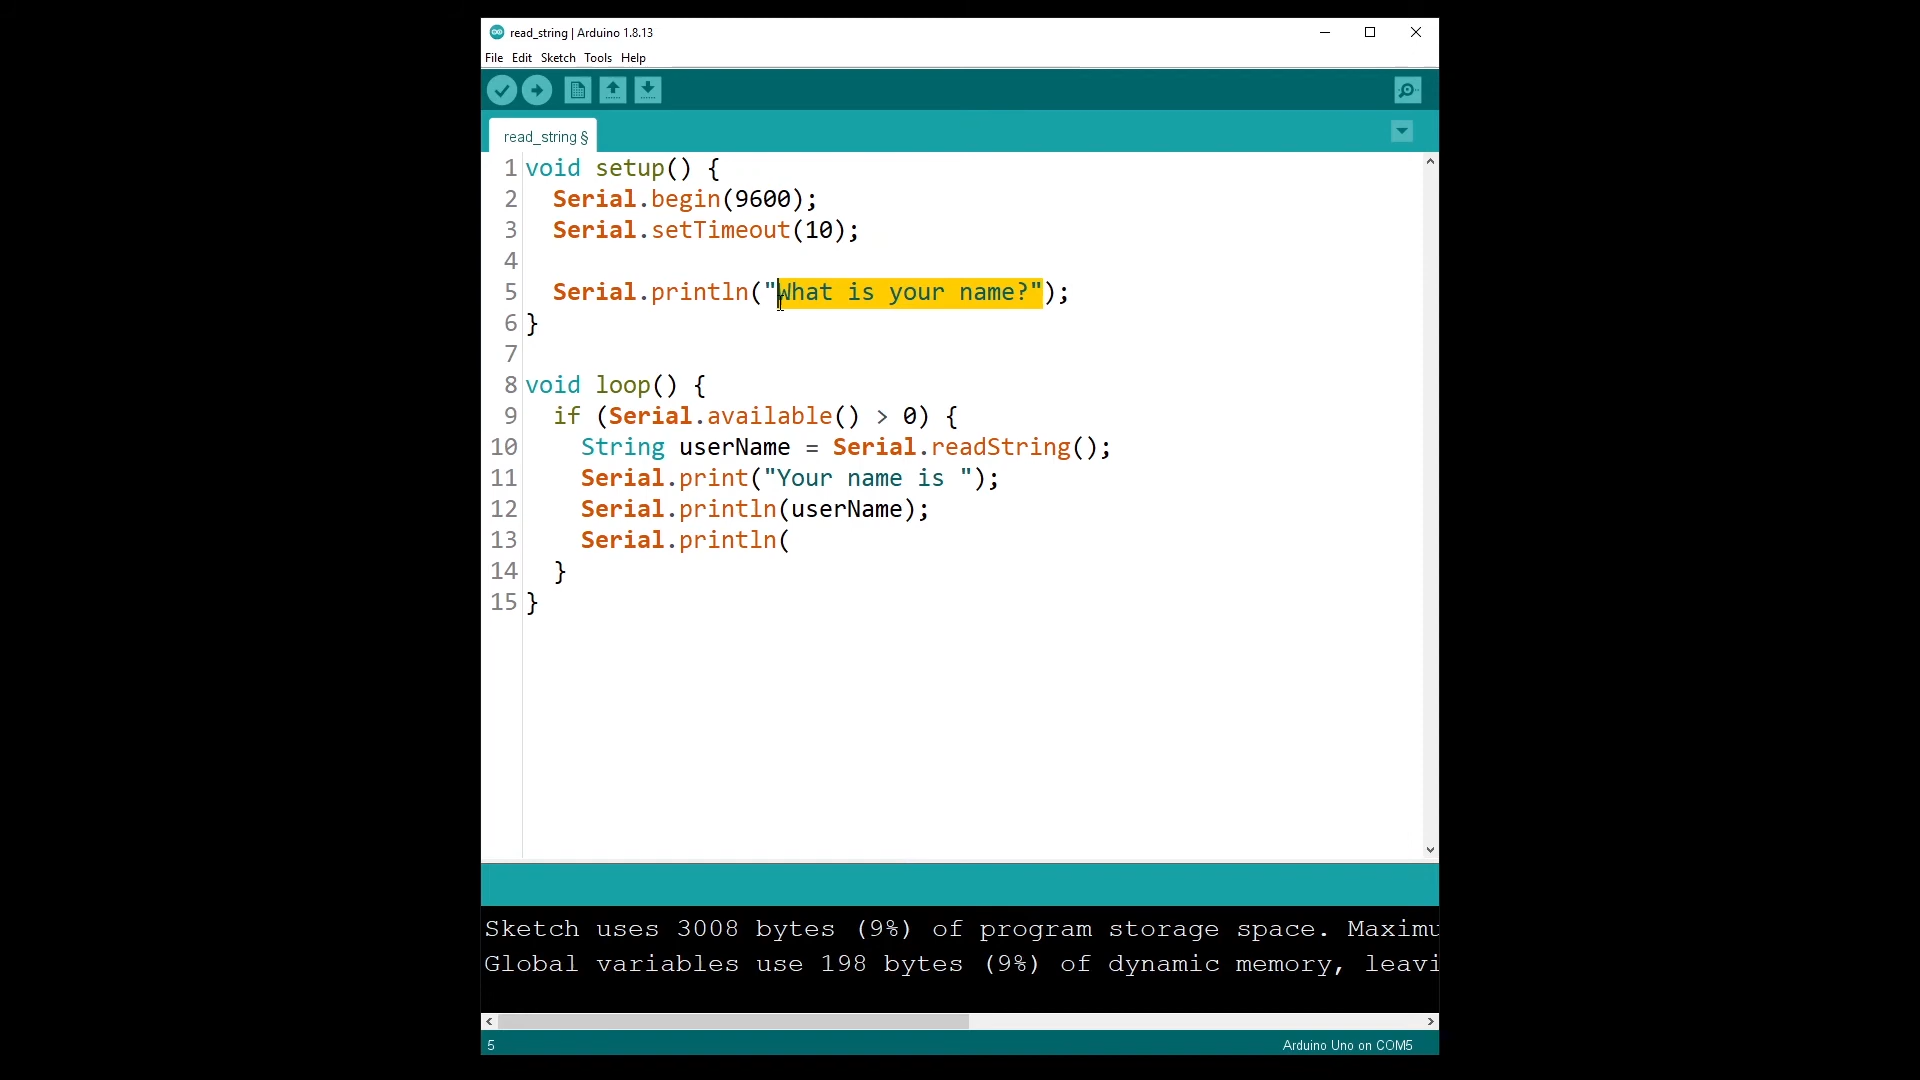 read_string | Arduino 1.8.13
File Edit Sketch Tools Help
read_string §
1 void setup() {
2   Serial.begin(9600);
3   Serial.setTimeout(10);
4
5   Serial.println("What is your name?");
6 }
7
8 void loop() {
9   if (Serial.available() > 0) {
10     String userName = Serial.readString();
11     Serial.print("Your name is ");
12     Serial.println(userName);
13     Serial.println(
14   }
15 }
Sketch uses 3008 bytes (9%) of program storage space. Maximu
Global variables use 198 bytes (9%) of dynamic memory, leavi
5 Arduino Uno on COM5